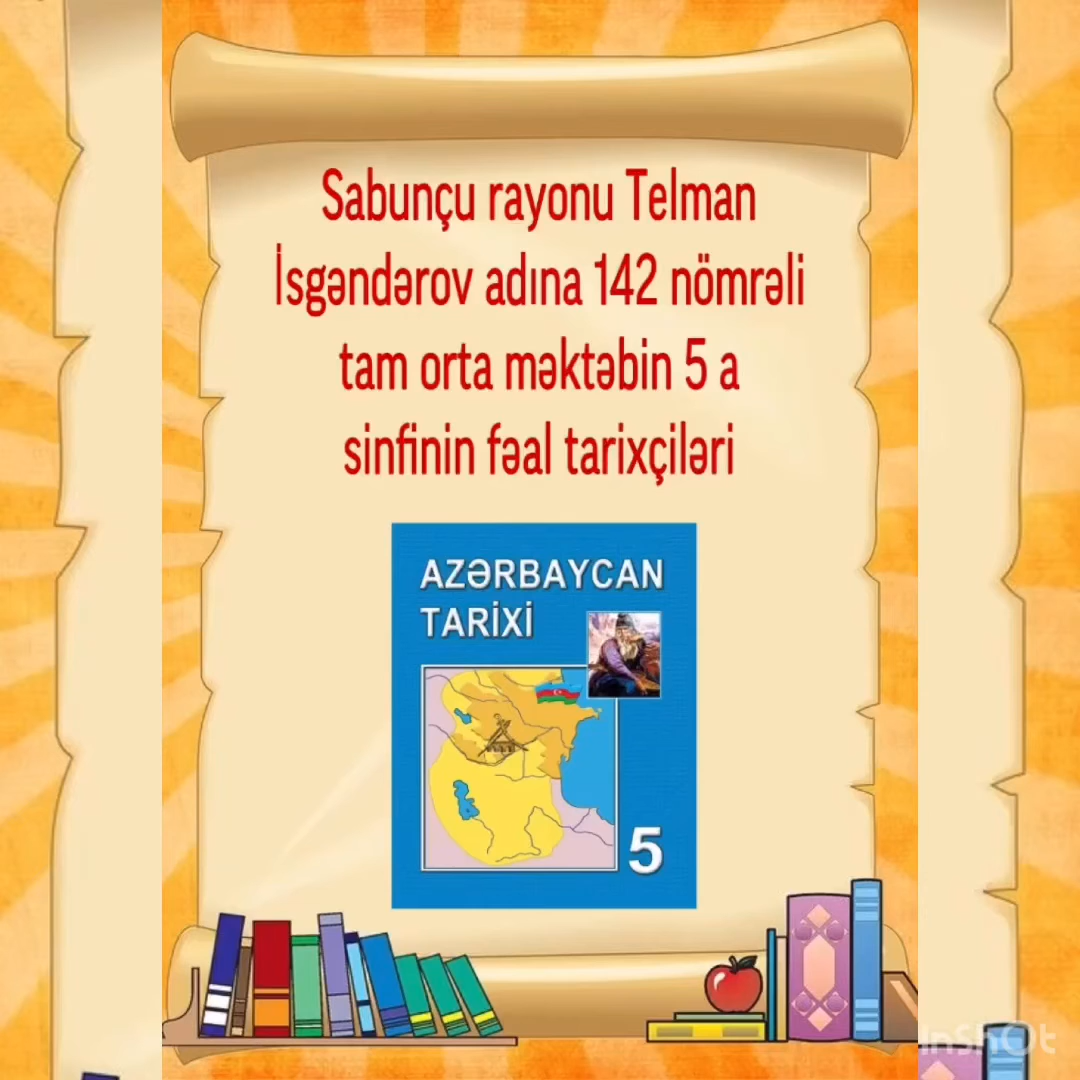 Sabunçu rayonu Telman
İsgəndərov adına 142 nömrəli
tam orta məktəbin 5 a
sinfinin fəal tarixçiləri
AZƏRBAYCAN
TARİXİ
5
InShOt